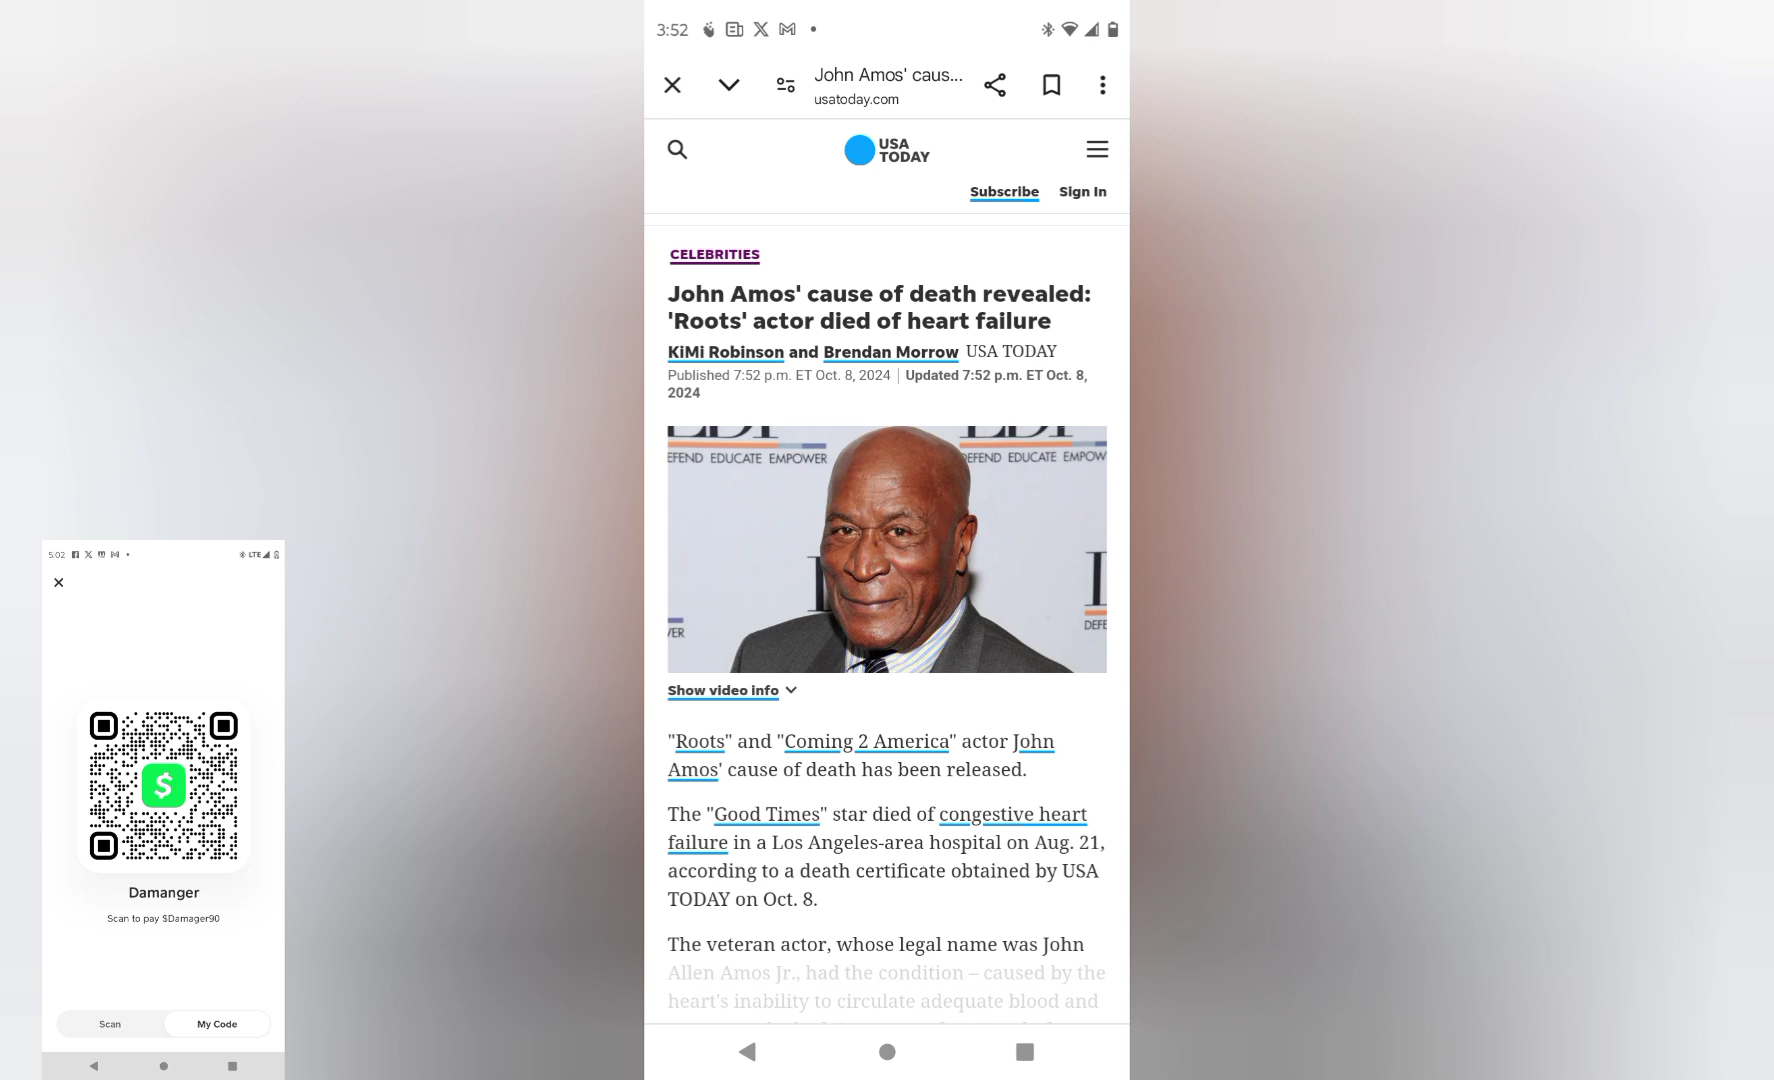 3:52
John Amos' caus...
usatoday.com
USA
TODAY
Subscribe Sign In
CELEBRITIES
John Amos' cause of death revealed:
'Roots' actor died of heart failure
KiMi Robinson and Brendan Morrow USA TODAY
Published 7:52 p.m. ET Oct. 8, 2024 | Updated 7:52 p.m. ET Oct. 8,
2024
EFEND EDUCATE EMPOWER
DEFEND EDUCATE EMPOW
VER
DEFE
Show video info
"Roots" and "Coming 2 America" actor John
Amos' cause of death has been released.
The "Good Times" star died of congestive heart
failure in a Los Angeles-area hospital on Aug. 21,
according to a death certificate obtained by USA
TODAY on Oct. 8.
The veteran actor, whose legal name was John
Allen Amos Jr., had the condition – caused by the
heart's inability to circulate adequate blood and
5:02
LTE
$
Damanger
Scan to pay $Damager90
Scan
My Code